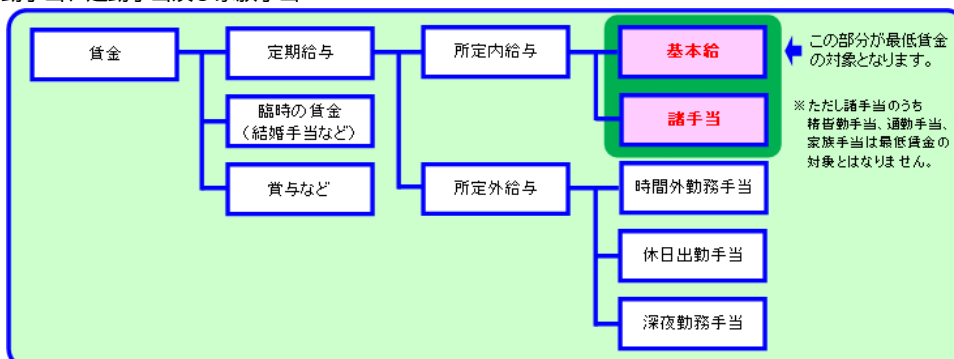 賃金
定期給与
所定内給与
基本給
この部分が最低賃金
の対象となります。
臨時の賃金
(結婚手当など)
諸手当
※ただし諸手当のうち
精皆勤手当、通勤手当、
家族手当は最低賃金の
対象とはなりません。
賞与など
所定外給与
時間外勤務手当
休日出勤手当
深夜勤務手当